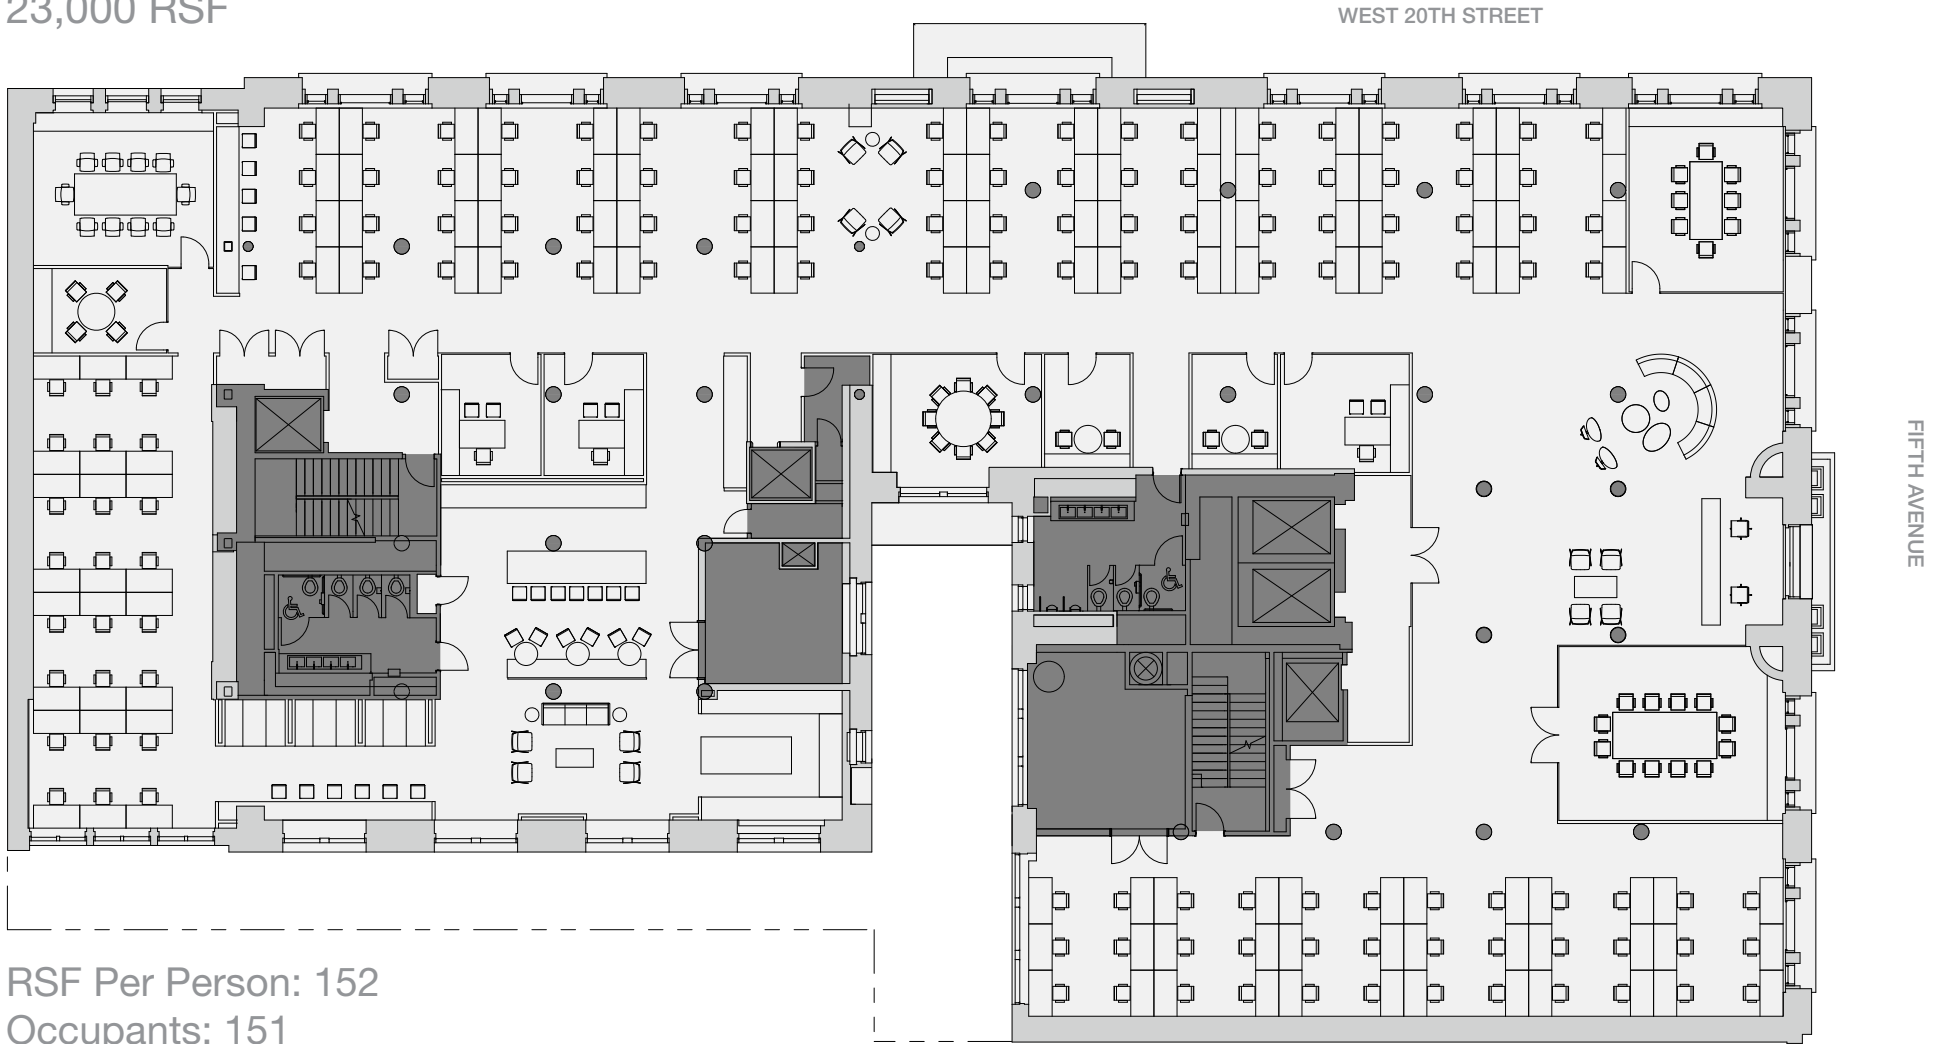 23,000 RSF
WEST 20TH STREET
FIFTH AVENUE
RSF Per Person: 152
Occupants: 151